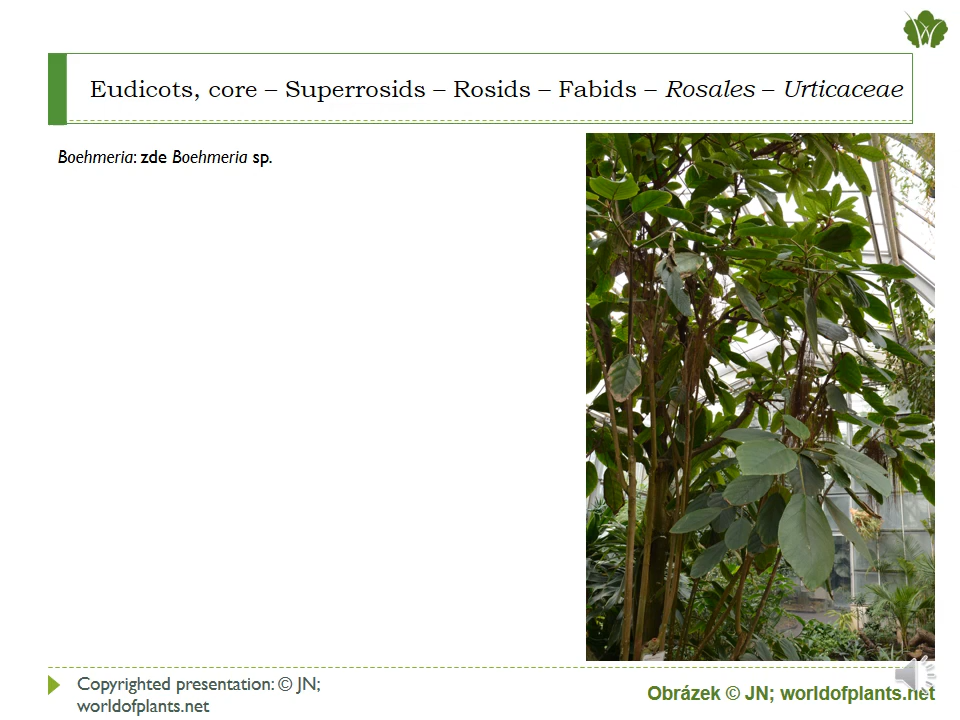 Eudicots, core – Superrosids – Rosids – Fabids – Rosales – Urticaceae
Boehmeria: zde Boehmeria sp.
Copyrighted presentation: © JN;
worldofplants.net
Obrázek © JN; worldofplants.net